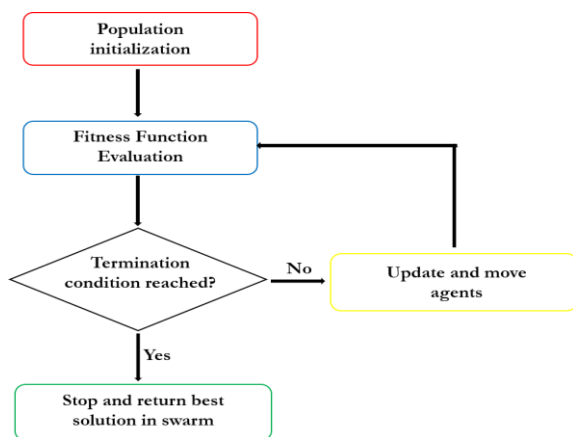 Population
initialization
Fitness Function
Evaluation
Termination
condition reached?
No
Update and move
agents
Yes
Stop and return best
solution in swarm